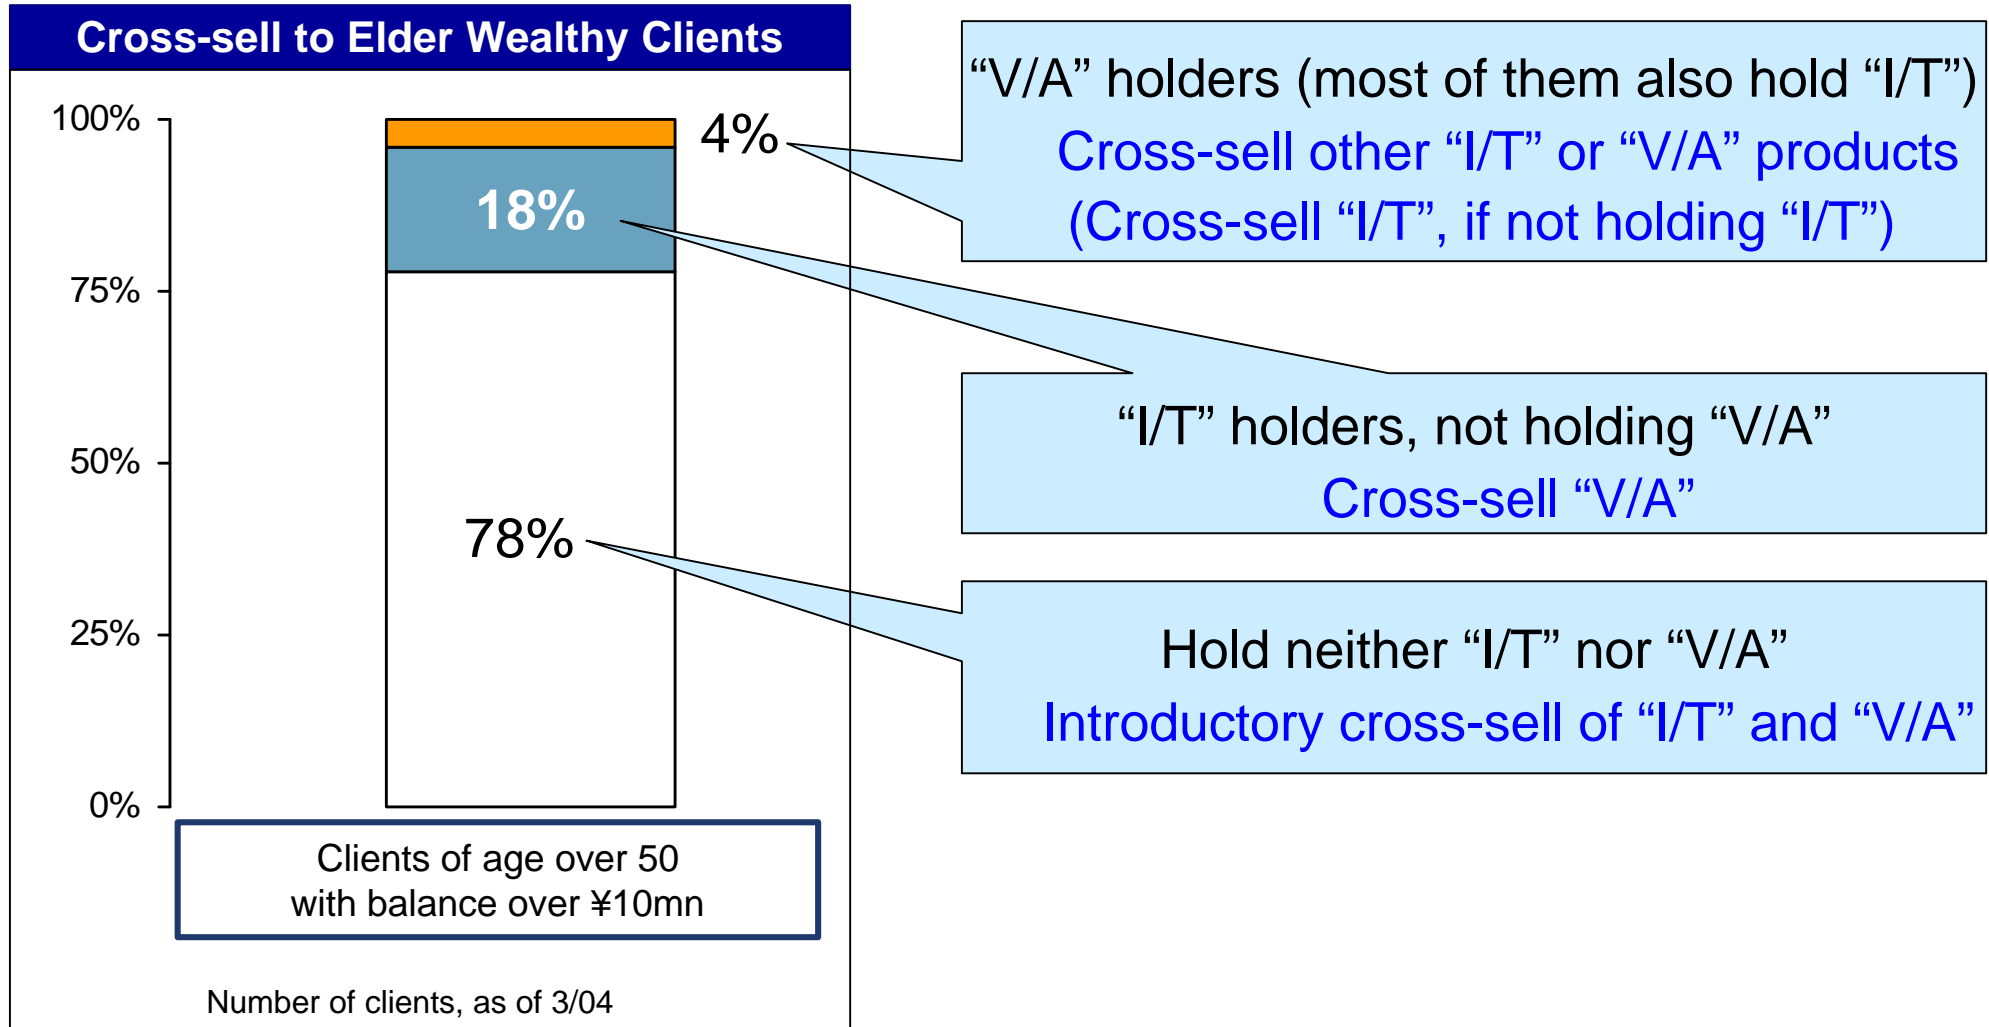 Cross-sell to Elder Wealthy Clients
100%
75%
50%
25%
0%
4%
18%
78%
Clients of age over 50
with balance over ¥10mn
Number of clients, as of 3/04
“V/A” holders (most of them also hold “I/T”)
Cross-sell other “I/T” or “V/A” products
(Cross-sell “I/T”, if not holding “I/T”)
“I/T” holders, not holding “V/A”
Cross-sell “V/A”
Hold neither “I/T” nor “V/A”
Introductory cross-sell of “I/T” and “V/A”